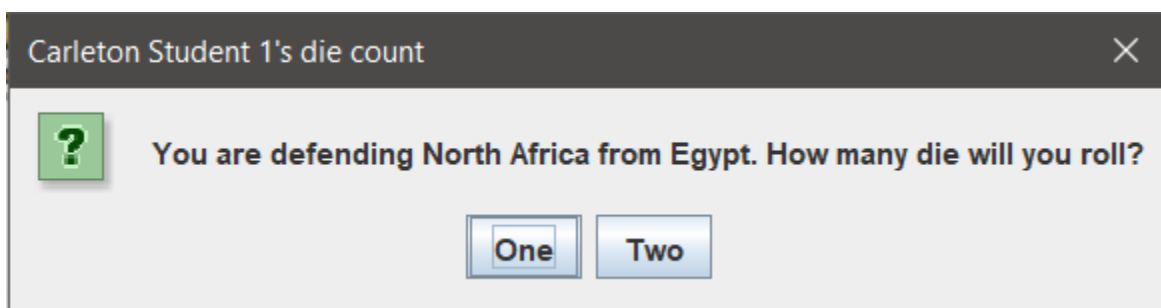 Carleton Student 1's die count
?
You are defending North Africa from Egypt. How many die will you roll?
One Two